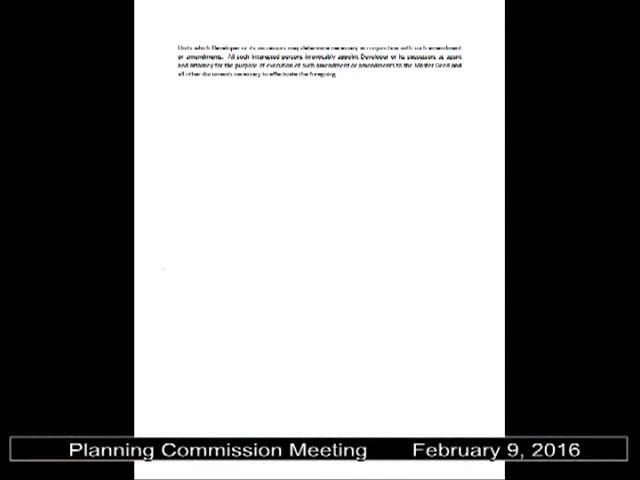 Units which Developer or its successors may determine necessary in conjunction with such amendment
or amendments. All such interested persons irrevocably appoint Developer or its successors as agent
and attorney for the purpose of execution of such amendment or amendments to the Master Deed and
all other documents necessary to effectuate the foregoing.
Planning Commission Meeting February 9, 2016